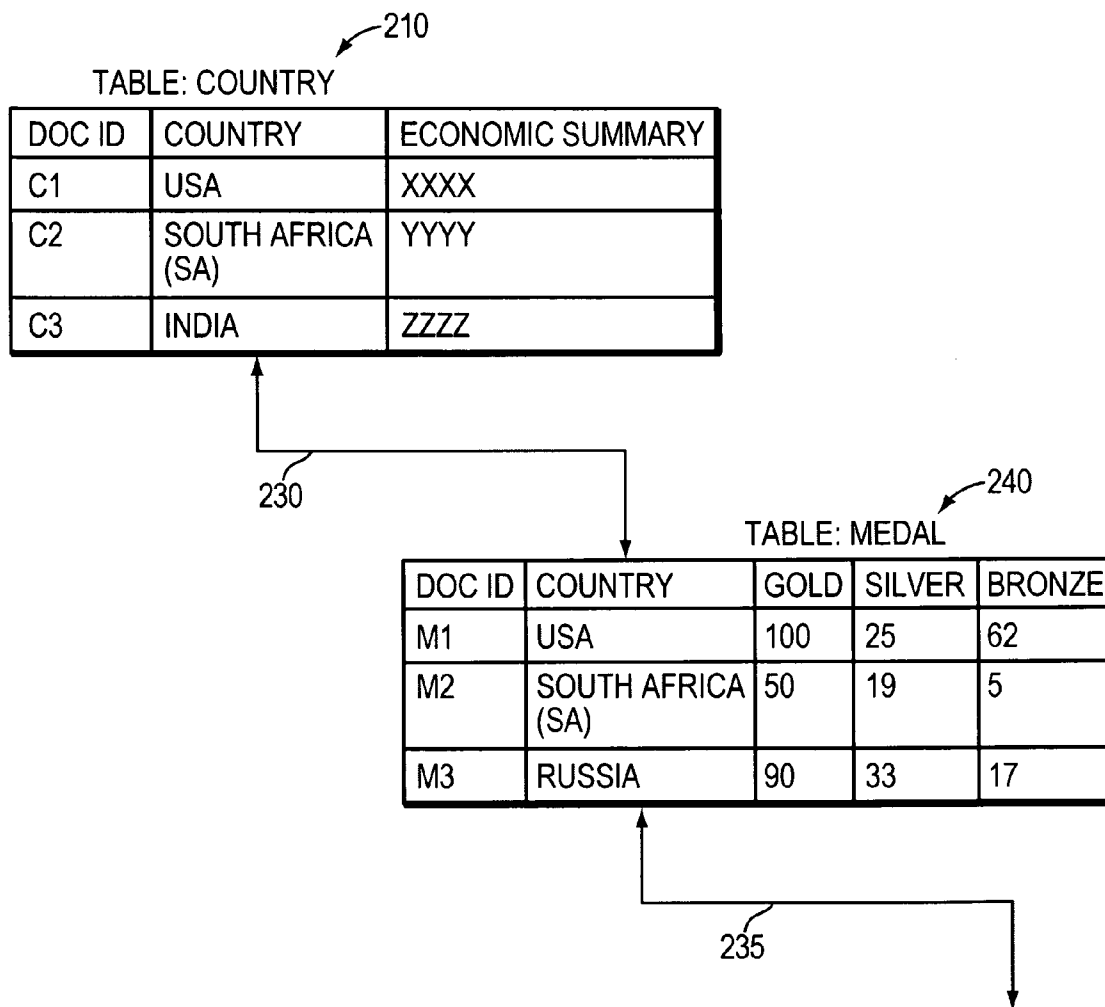 210
TABLE: COUNTRY
DOC ID COUNTRY ECONOMIC SUMMARY
C1 USA XXXX
C2 SOUTH AFRICA YYYY
(SA)
C3 INDIA ZZZZ
230
240
TABLE: MEDAL
DOC ID COUNTRY GOLD SILVER BRONZE
M1 USA 100 25 62
M2 SOUTH AFRICA 50 19 5
(SA)
M3 RUSSIA 90 33 17
235